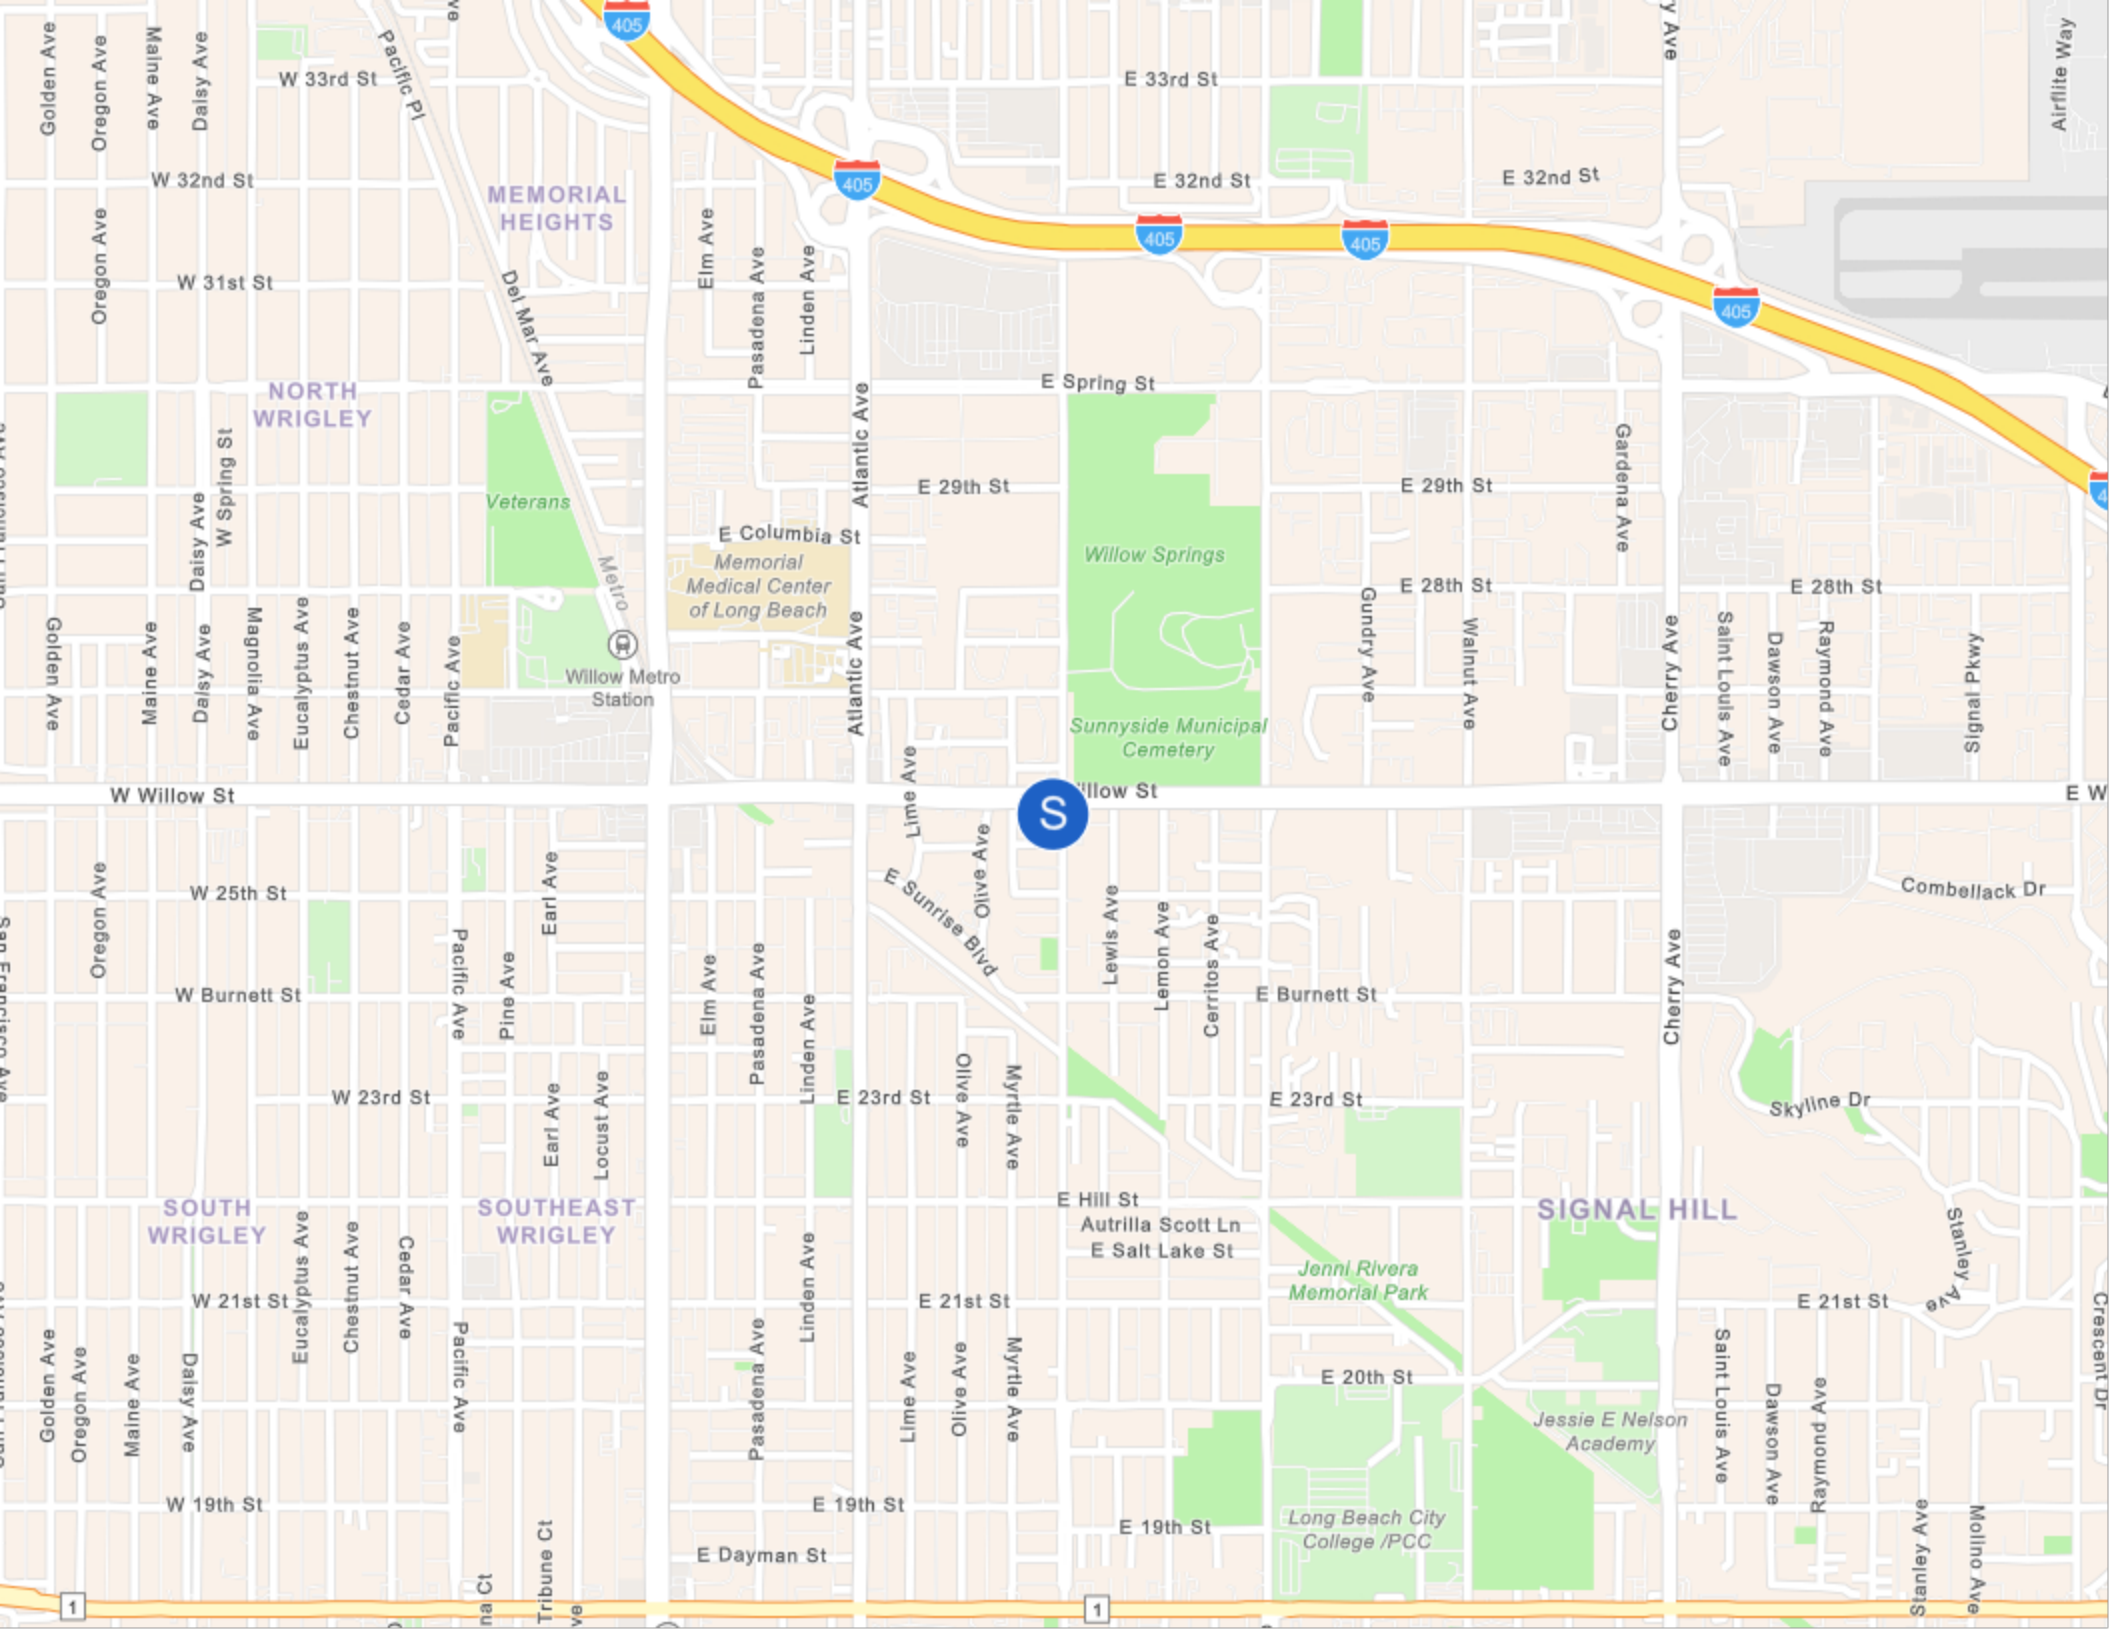 405
Golden Ave
Oregon Ave
Maine Ave
Daisy Ave
Pacific Pl
W 33rd St
E 33rd St
Airflite Way
W 32nd St
MEMORIAL
HEIGHTS
405
E 32nd St
E 32nd St
Oregon Ave
W 31st St
Del Mar Ave
Elm Ave
Pasadena Ave
Linden Ave
405
405
405
NORTH
WRIGLEY
E Spring St
Atlantic Ave
W Spring St
Daisy Ave
Veterans
E 29th St
E 29th St
Gardena Ave
E Columbia St
Memorial
Medical Center
of Long Beach
Metro
Willow Springs
E 28th St
E 28th St
Golden Ave
Maine Ave
Daisy Ave
Magnolia Ave
Eucalyptus Ave
Chestnut Ave
Cedar Ave
Pacific Ave
Willow Metro
Station
Atlantic Ave
Gundry Ave
Walnut Ave
Cherry Ave
Saint Louis Ave
Dawson Ave
Raymond Ave
Signal Pkwy
Sunnyside Municipal
Cemetery
W Willow St
Lime Ave
S
illow St
E W
Oregon Ave
W 25th St
Earl Ave
E Sunrise Blvd
Olive Ave
Lewis Ave
Lemon Ave
Cerritos Ave
Combellack Dr
San Francisco Ave
Pacific Ave
Pine Ave
Elm Ave
Pasadena Ave
Linden Ave
W Burnett St
E Burnett St
Cherry Ave
W 23rd St
Earl Ave
Locust Ave
E 23rd St
Olive Ave
Myrtle Ave
E 23rd St
Skyline Dr
SOUTH
WRIGLEY
SOUTHEAST
WRIGLEY
E Hill St
Autrilla Scott Ln
E Salt Lake St
SIGNAL HILL
Stanley Ave
Eucalyptus Ave
Chestnut Ave
Cedar Ave
Linden Ave
Jenni Rivera
Memorial Park
W 21st St
E 21st St
E 21st St
Crescent Dr
Golden Ave
Oregon Ave
Maine Ave
Daisy Ave
Pacific Ave
Pasadena Ave
Lime Ave
Olive Ave
Myrtle Ave
E 20th St
Jessie E Nelson
Academy
Saint Louis Ave
Dawson Ave
Raymond Ave
W 19th St
E 19th St
E 19th St
Long Beach City
College /PCC
Stanley Ave
Molino Ave
Tribune Ct
na Ct
E Dayman St
1
1